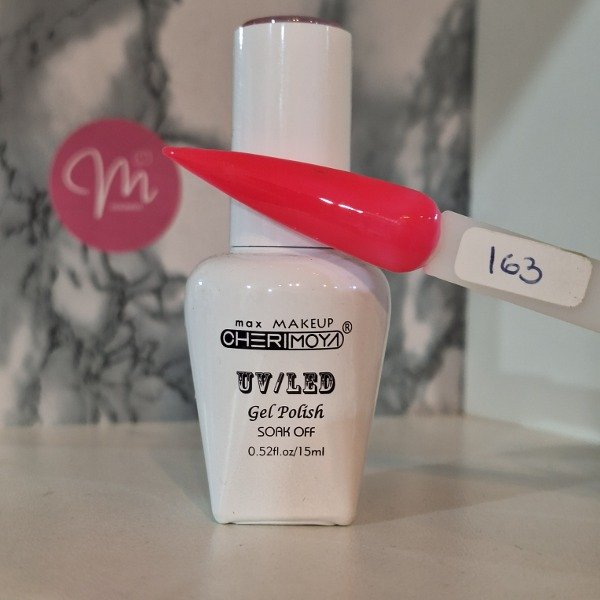 m
163
max MAKEUP
CHERIMOYA®
UV/LED
Gel Polish
SOAK OFF
0.52fl.oz/15ml